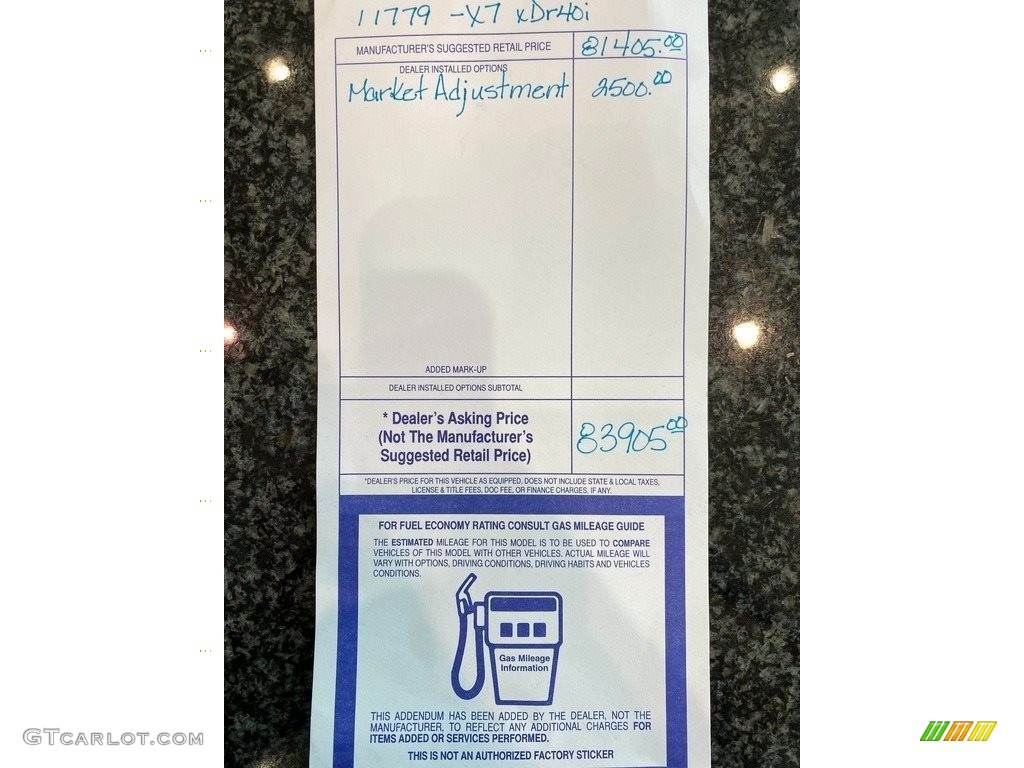 11779 -X7 xDr40i
MANUFACTURER'S SUGGESTED RETAIL PRICE 81405.00
DEALER INSTALLED OPTIONS
Market Adjustment 2500.00
ADDED MARK-UP
DEALER INSTALLED OPTIONS SUBTOTAL
* Dealer's Asking Price
(Not The Manufacturer's
Suggested Retail Price)
83905.00
*DEALER'S PRICE FOR THIS VEHICLE AS EQUIPPED. DOES NOT INCLUDE STATE & LOCAL TAXES,
LICENSE & TITLE FEES, DOC FEE, OR FINANCE CHARGES, IF ANY.
FOR FUEL ECONOMY RATING CONSULT GAS MILEAGE GUIDE
THE ESTIMATED MILEAGE FOR THIS MODEL IS TO BE USED TO COMPARE
VEHICLES OF THIS MODEL WITH OTHER VEHICLES. ACTUAL MILEAGE WILL
VARY WITH OPTIONS, DRIVING CONDITIONS, DRIVING HABITS AND VEHICLES
CONDITIONS.
Gas Mileage
Information
THIS ADDENDUM HAS BEEN ADDED BY THE DEALER, NOT THE
MANUFACTURER, TO REFLECT ANY ADDITIONAL CHARGES FOR
ITEMS ADDED OR SERVICES PERFORMED.
THIS IS NOT AN AUTHORIZED FACTORY STICKER
GTCARLOT.COM